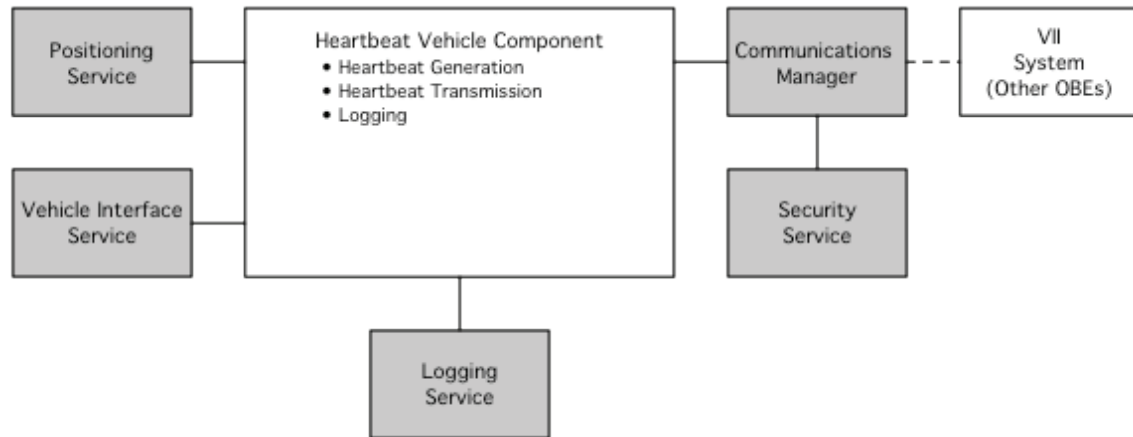 Positioning
Service
Heartbeat Vehicle Component
• Heartbeat Generation
• Heartbeat Transmission
• Logging
Communications
Manager
VII
System
(Other OBEs)
Vehicle Interface
Service
Security
Service
Logging
Service